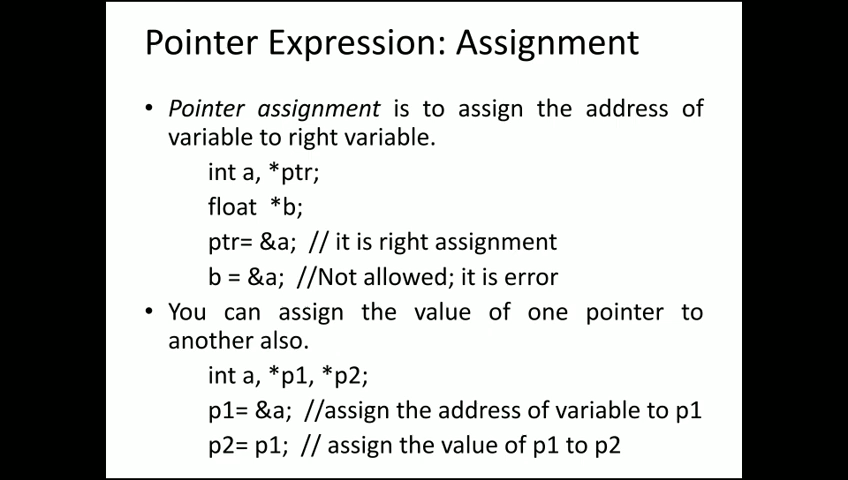 Pointer Expression: Assignment
• Pointer assignment is to assign the address of
variable to right variable.
int a, *ptr;
float *b;
ptr= &a; // it is right assignment
b = &a; //Not allowed; it is error
• You can assign the value of one pointer to
another also.
int a, *p1, *p2;
p1= &a; //assign the address of variable to p1
p2= p1; // assign the value of p1 to p2